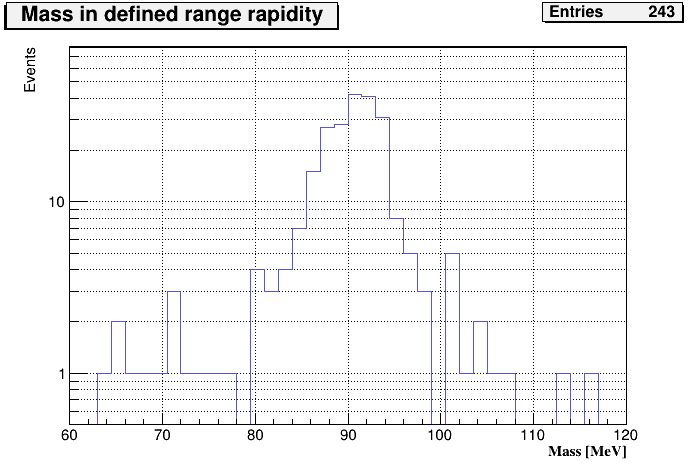 Mass in defined range rapidity
Entries 243
Events
10
1
60 70 80 90 100 110 120
Mass [MeV]